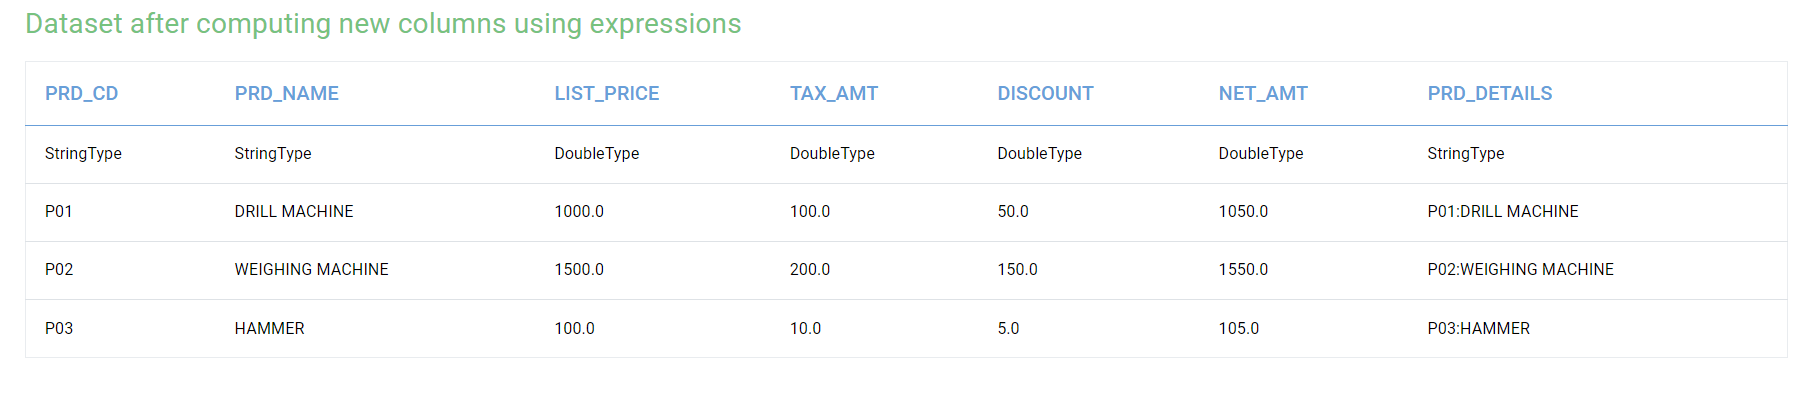 Dataset after computing new columns using expressions
PRD_CD PRD_NAME LIST_PRICE TAX_AMT DISCOUNT NET_AMT PRD_DETAILS
StringType StringType DoubleType DoubleType DoubleType DoubleType StringType
P01 DRILL MACHINE 1000.0 100.0 50.0 1050.0 P01:DRILL MACHINE
P02 WEIGHING MACHINE 1500.0 200.0 150.0 1550.0 P02:WEIGHING MACHINE
P03 HAMMER 100.0 10.0 5.0 105.0 P03:HAMMER